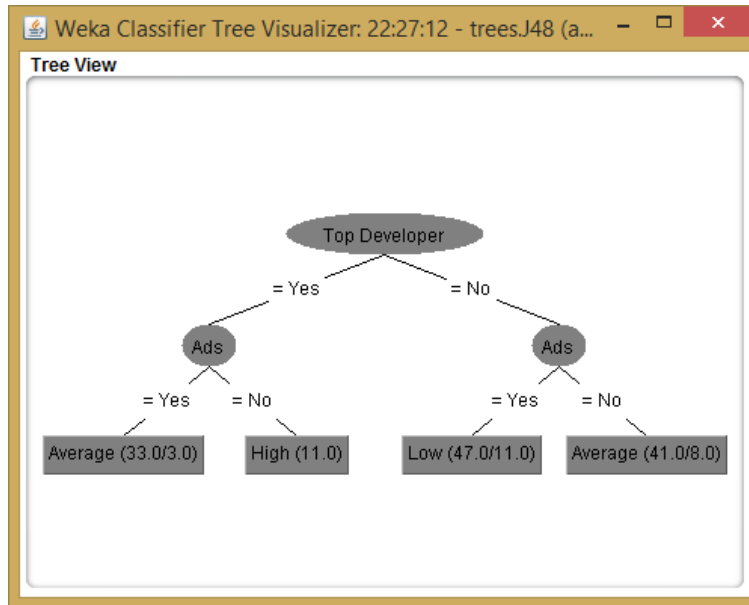 Weka Classifier Tree Visualizer: 22:27:12 - trees.J48 (a...
Tree View
Top Developer
= Yes
= No
Ads
Ads
= Yes
= No
= Yes
= No
Average (33.0/3.0)
High (11.0)
Low (47.0/11.0)
Average (41.0/8.0)